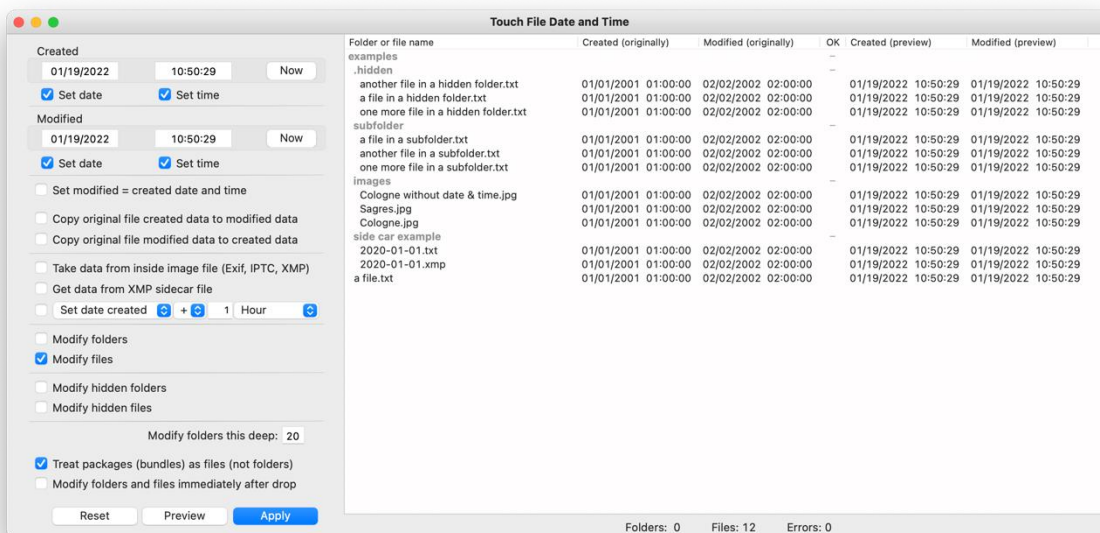 Touch File Date and Time
Created
01/19/2022 10:50:29 Now
Set date Set time
Modified
01/19/2022 10:50:29 Now
Set date Set time
Set modified = created date and time
Copy original file created data to modified data
Copy original file modified data to created data
Take data from inside image file (Exif, IPTC, XMP)
Get data from XMP sidecar file
Set date created + 1 Hour
Modify folders
Modify files
Modify hidden folders
Modify hidden files
Modify folders this deep: 20
Treat packages (bundles) as files (not folders)
Modify folders and files immediately after drop
Reset Preview Apply
Folder or file name Created (originally) Modified (originally) OK Created (preview) Modified (preview)
examples –
.hidden –
another file in a hidden folder.txt 01/01/2001 01:00:00 02/02/2002 02:00:00 01/19/2022 10:50:29 01/19/2022 10:50:29
a file in a hidden folder.txt 01/01/2001 01:00:00 02/02/2002 02:00:00 01/19/2022 10:50:29 01/19/2022 10:50:29
one more file in a hidden folder.txt 01/01/2001 01:00:00 02/02/2002 02:00:00 01/19/2022 10:50:29 01/19/2022 10:50:29
subfolder –
a file in a subfolder.txt 01/01/2001 01:00:00 02/02/2002 02:00:00 01/19/2022 10:50:29 01/19/2022 10:50:29
another file in a subfolder.txt 01/01/2001 01:00:00 02/02/2002 02:00:00 01/19/2022 10:50:29 01/19/2022 10:50:29
one more file in a subfolder.txt 01/01/2001 01:00:00 02/02/2002 02:00:00 01/19/2022 10:50:29 01/19/2022 10:50:29
images –
Cologne without date & time.jpg 01/01/2001 01:00:00 02/02/2002 02:00:00 01/19/2022 10:50:29 01/19/2022 10:50:29
Sagres.jpg 01/01/2001 01:00:00 02/02/2002 02:00:00 01/19/2022 10:50:29 01/19/2022 10:50:29
Cologne.jpg 01/01/2001 01:00:00 02/02/2002 02:00:00 01/19/2022 10:50:29 01/19/2022 10:50:29
side car example –
2020-01-01.txt 01/01/2001 01:00:00 02/02/2002 02:00:00 01/19/2022 10:50:29 01/19/2022 10:50:29
2020-01-01.xmp 01/01/2001 01:00:00 02/02/2002 02:00:00 01/19/2022 10:50:29 01/19/2022 10:50:29
a file.txt 01/01/2001 01:00:00 02/02/2002 02:00:00 01/19/2022 10:50:29 01/19/2022 10:50:29
Folders: 0 Files: 12 Errors: 0